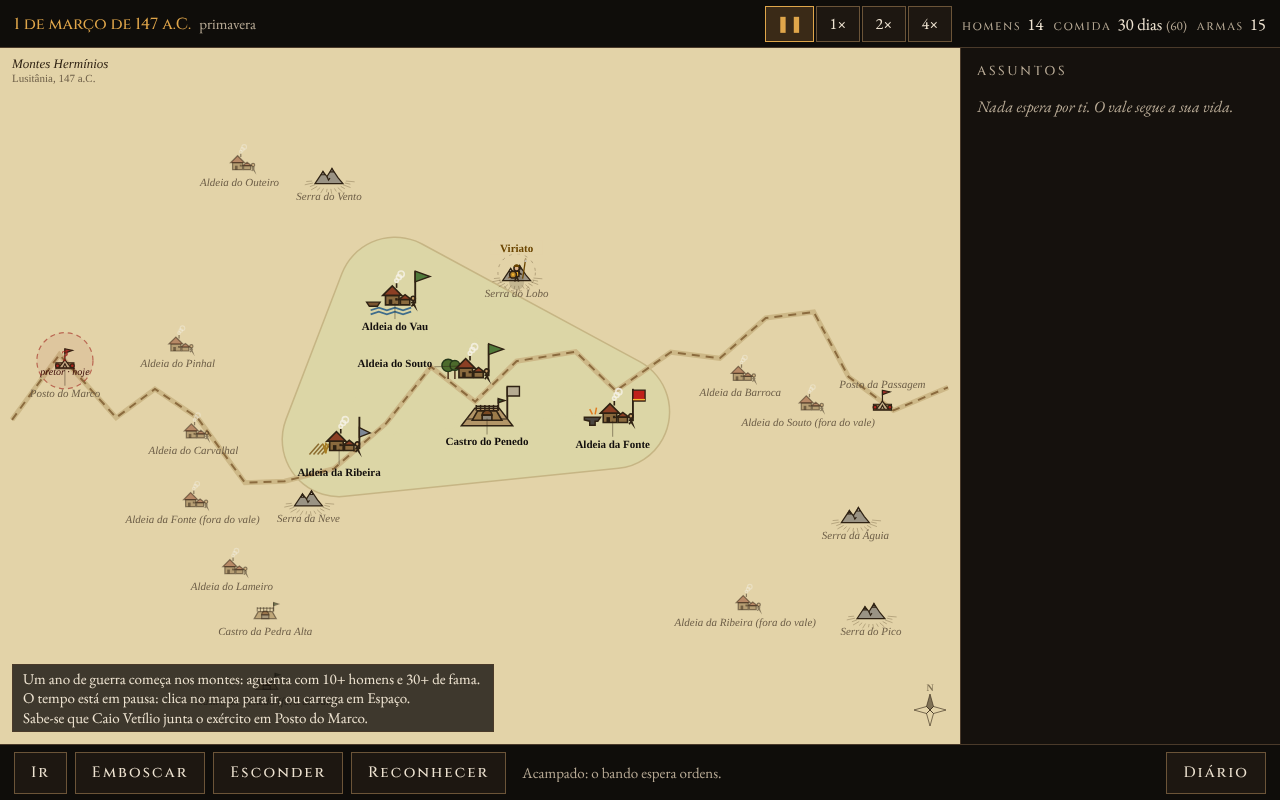 1 DE MARÇO DE 147 A.C. primavera
❚❚ 1× 2× 4×
HOMENS 14 COMIDA 30 dias (60) ARMAS 15
Montes Hermínios
Lusitânia, 147 a.C.
ASSUNTOS
Nada espera por ti. O vale segue a sua vida.
Aldeia do Outeiro
Serra do Vento
Viriato
Serra do Lobo
Aldeia do Vau
Aldeia do Pinhal
Aldeia do Souto
pretor · hoje
Posto do Marco
Aldeia da Barroca
Posto da Passagem
Aldeia do Souto (fora do vale)
Castro do Penedo
Aldeia da Fonte
Aldeia do Carvalhal
Aldeia da Ribeira
Aldeia da Fonte (fora do vale)
Serra da Neve
Serra da Águia
Aldeia do Lameiro
Castro da Pedra Alta
Aldeia da Ribeira (fora do vale)
Serra do Pico
Um ano de guerra começa nos montes: aguenta com 10+ homens e 30+ de fama.
O tempo está em pausa: clica no mapa para ir, ou carrega em Espaço.
Sabe-se que Caio Vetílio junta o exército em Posto do Marco.
N
IR EMBOSCAR ESCONDER RECONHECER Acampado: o bando espera ordens. DIÁRIO